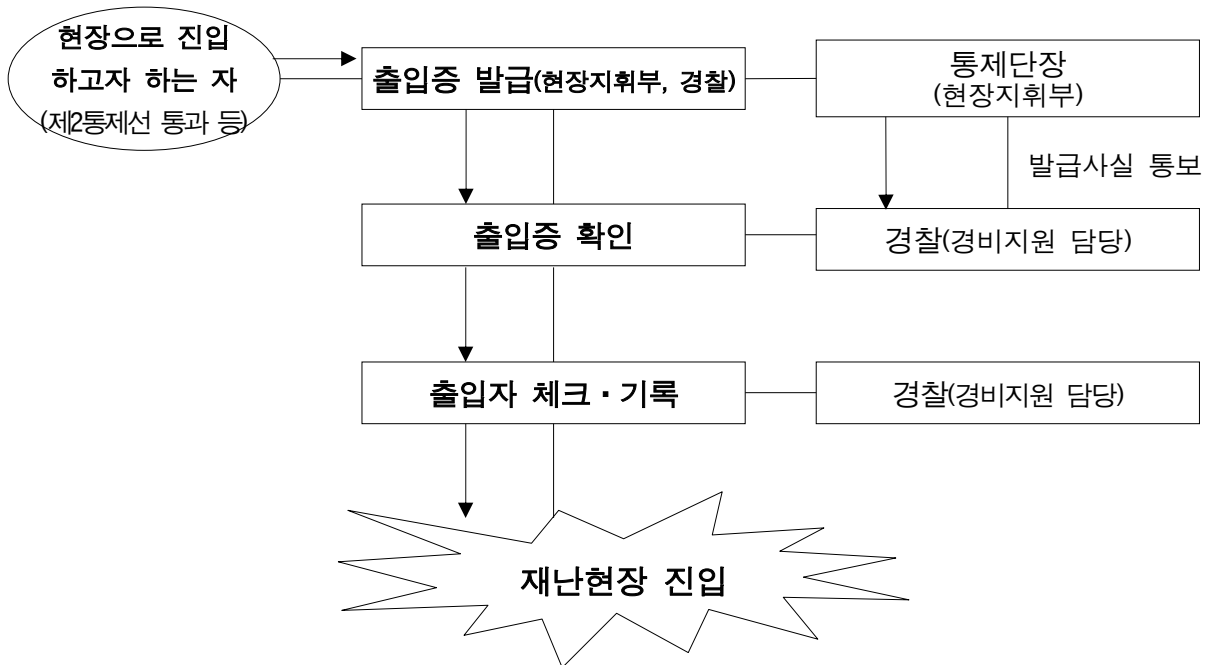 현장으로 진입
하고자 하는 자
(제2통제선 통과 등)
출입증 발급(현장지휘부, 경찰)
통제단장
(현장지휘부)
발급사실 통보
출입증 확인
경찰(경비지원 담당)
출입자 체크·기록
경찰(경비지원 담당)
재난현장 진입